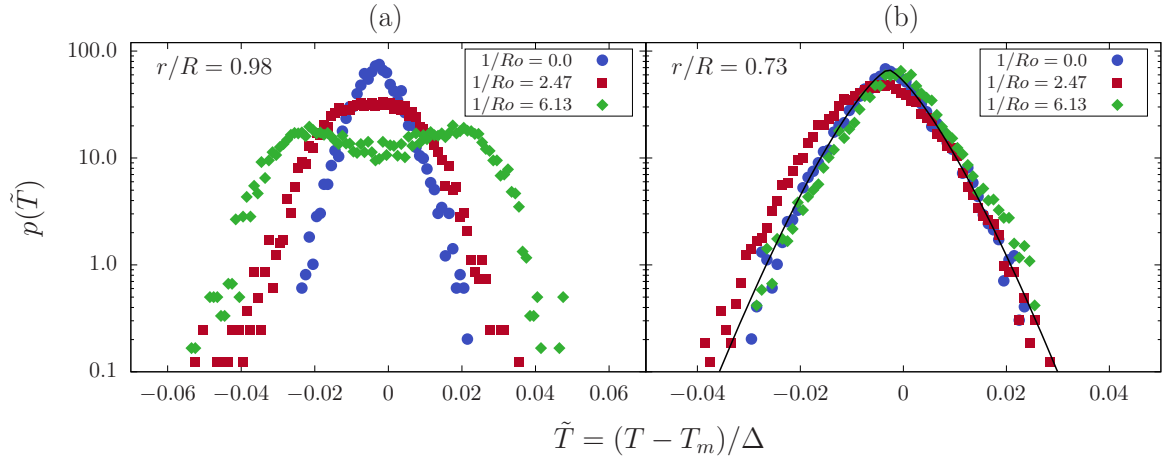 (a) (b)
r/R = 0.98
1/Ro = 0.0
1/Ro = 2.47
1/Ro = 6.13
r/R = 0.73
1/Ro = 0.0
1/Ro = 2.47
1/Ro = 6.13
100.0
10.0
1.0
0.1
p(T̃)
−0.06 −0.04 −0.02 0 0.02 0.04 0.06 −0.04 −0.02 0 0.02 0.04
T̃ = (T − Tₘ)/Δ